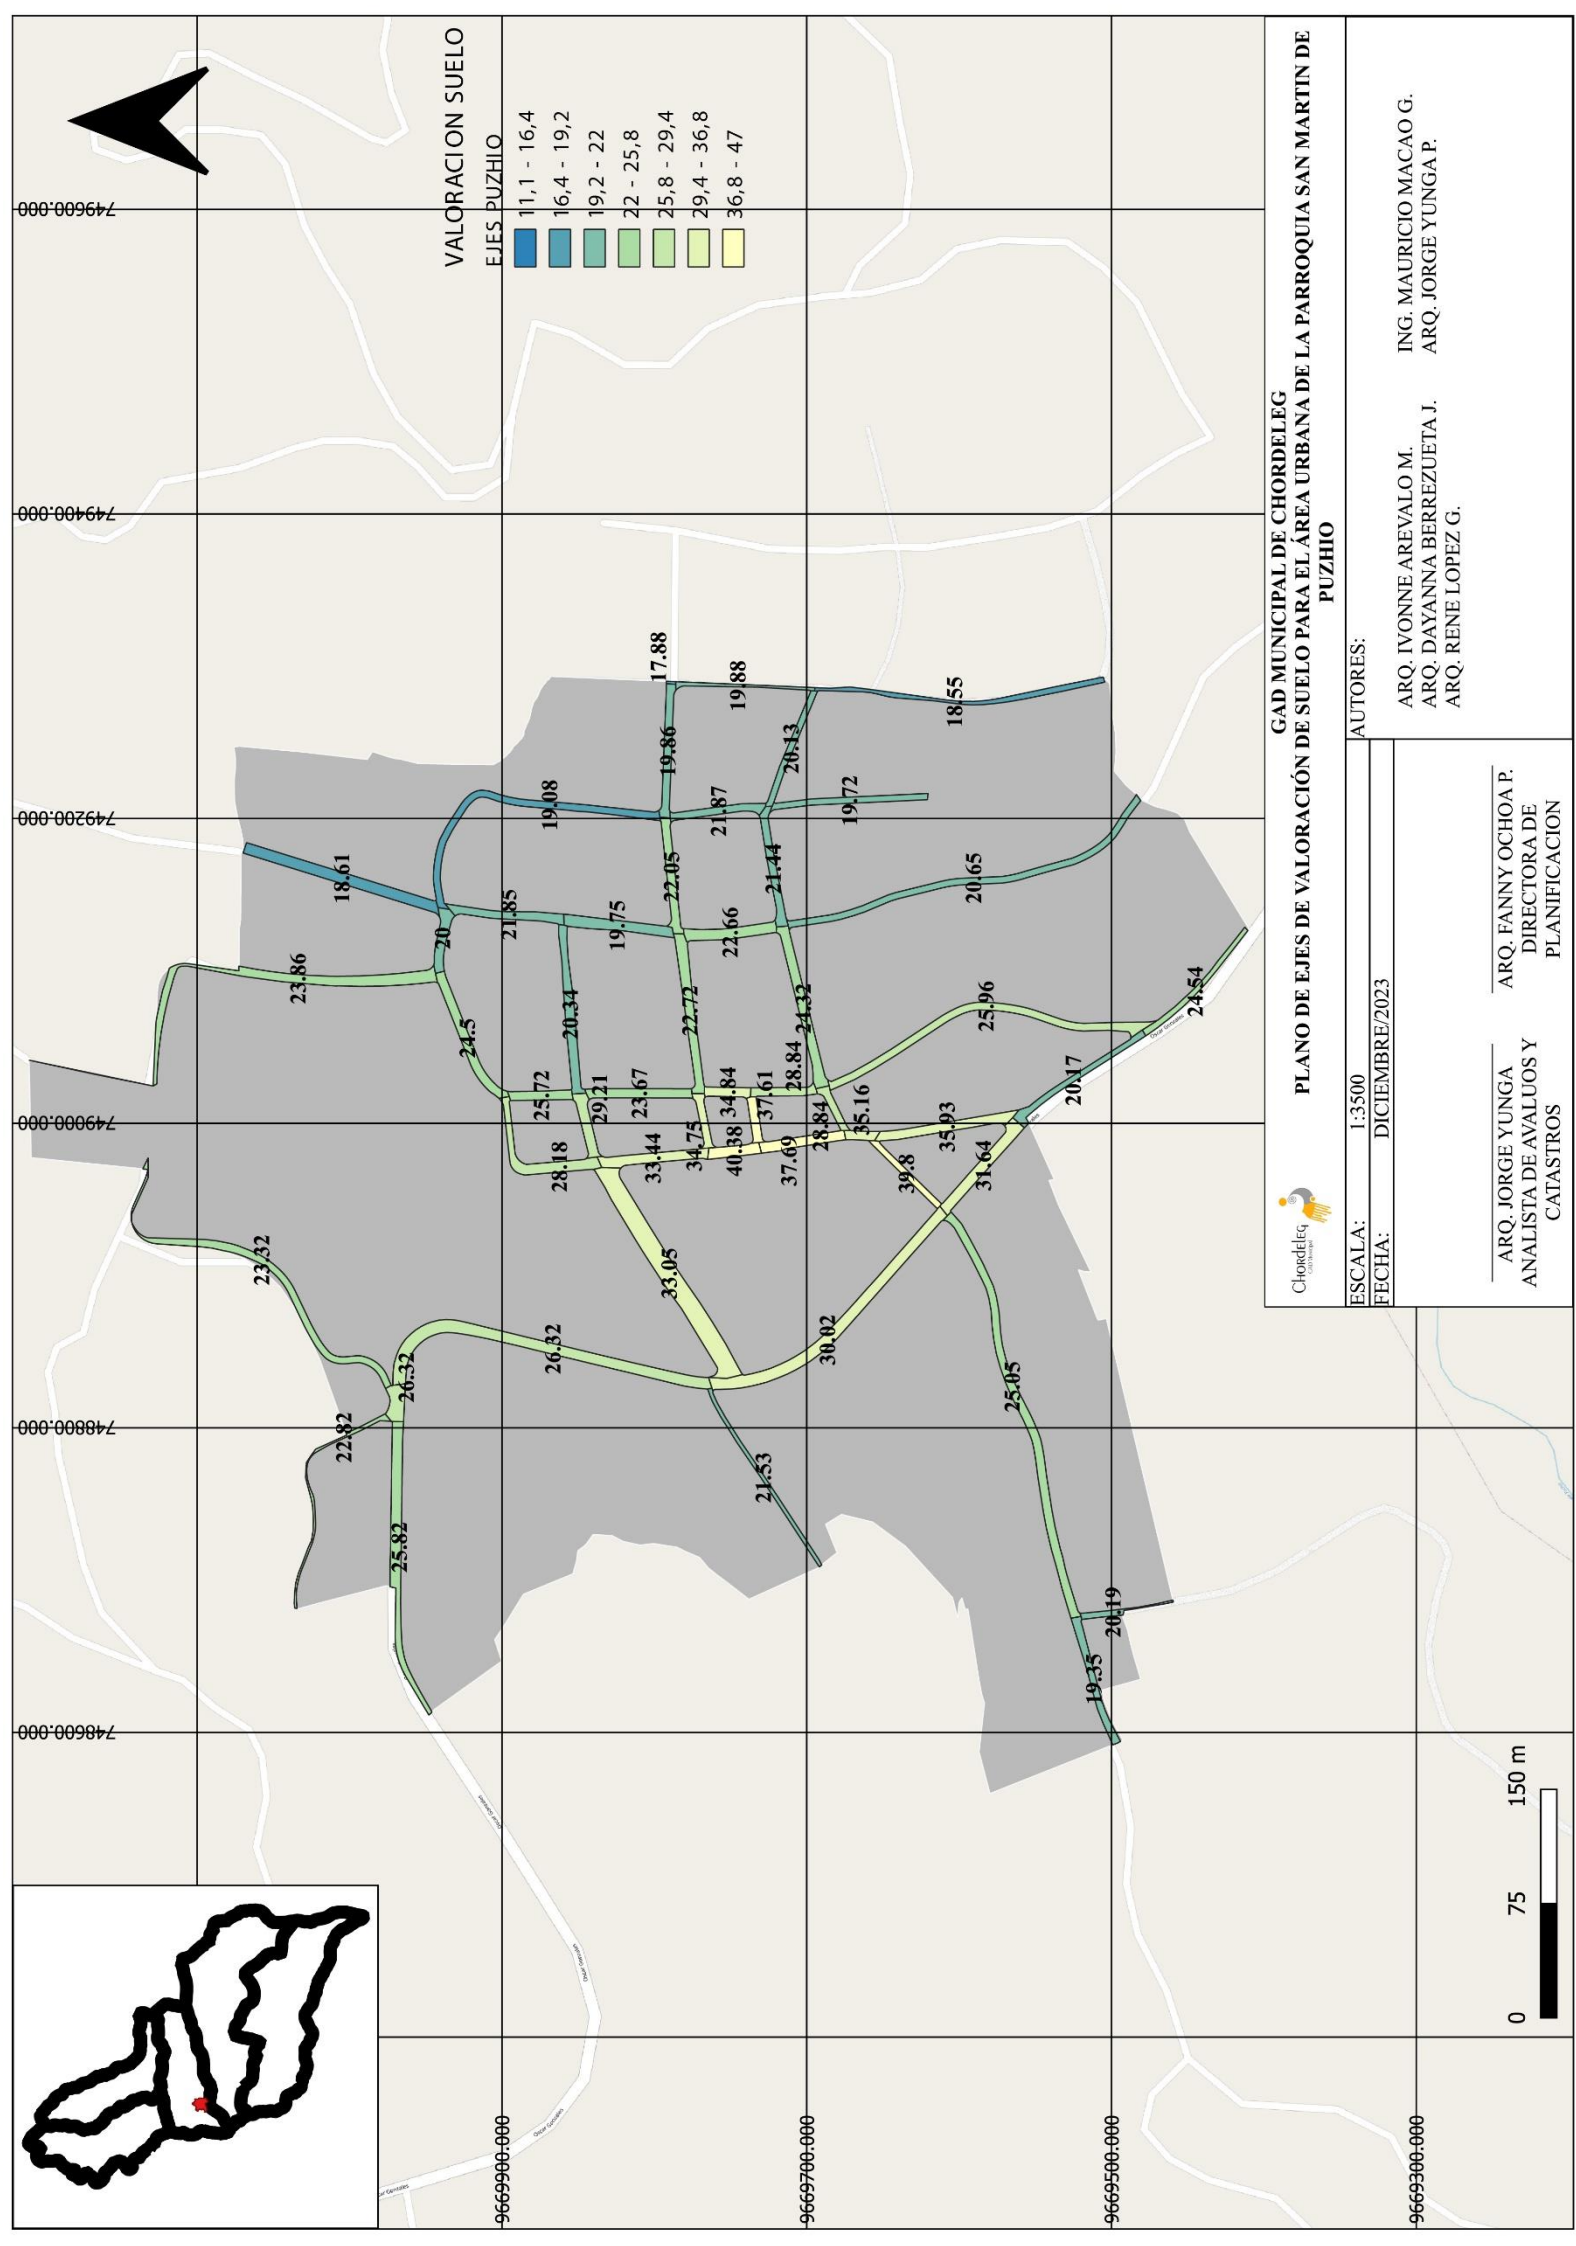 VALORACION SUELO
EJES PUZHIO
11,1 - 16,4
16,4 - 19,2
19,2 - 22
22 - 25,8
25,8 - 29,4
29,4 - 36,8
36,8 - 47
748600.000
748800.000
749000.000
749200.000
749400.000
749600.000
9669900.000
9669700.000
9669500.000
9669300.000
22.82
23.32
23.86
18.61
25.82
26.32
24.5
20
21.85
19.08
26.32
28.18
25.72
29.21
20.34
19.75
33.05
33.44
23.67
22.72
22.05
19.86
17.88
34.75
34.84
22.66
21.87
19.88
21.53
40.38
37.61
37.69
28.84
28.84
24.32
21.44
20.13
30.02
35.16
19.72
39.8
35.93
31.64
25.96
20.65
18.55
25.05
20.17
24.54
19.35
20.19
Oscar Gonzales
Oscar Gonzales
Oscar Gonzales
Oscar Gonzales
0 75 150 m
GAD MUNICIPAL DE CHORDELEG
PLANO DE EJES DE VALORACIÓN DE SUELO PARA EL ÁREA URBANA DE LA PARROQUIA SAN MARTIN DE
PUZHIO
CHORDELEG
GAD Municipal
ESCALA: 1:3500
FECHA: DICIEMBRE/2023
AUTORES:
ARQ. IVONNE AREVALO M. ING. MAURICIO MACAO G.
ARQ. DAYANNA BERREZUETA J. ARQ. JORGE YUNGA P.
ARQ. RENE LOPEZ G.
ARQ. JORGE YUNGA
ANALISTA DE AVALUOS Y
CATASTROS
ARQ. FANNY OCHOA P.
DIRECTORA DE
PLANIFICACION